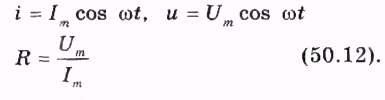 i = I_m cos ωt, u = U_m cos ωt
R = U_m / I_m (50.12).